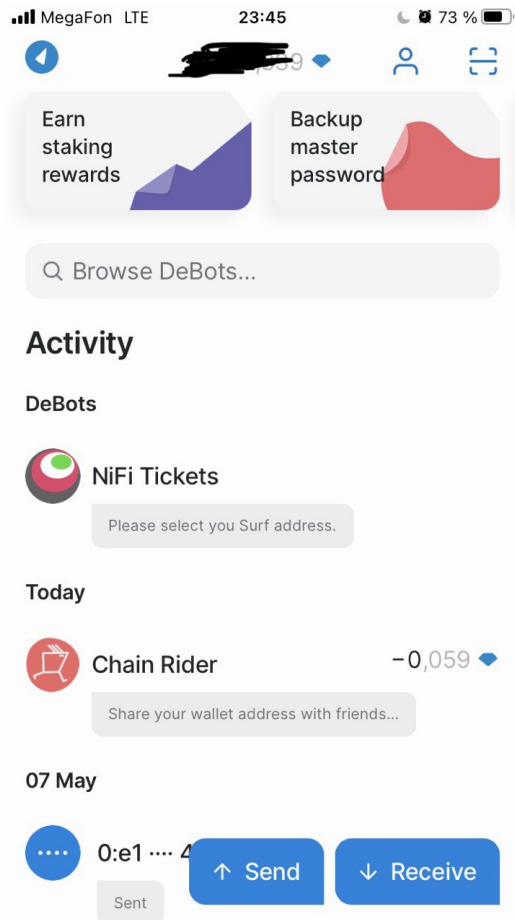 MegaFon LTE 23:45 73 %
Earn
staking
rewards
Backup
master
password
Browse DeBots...
Activity
DeBots
NiFi Tickets
Please select you Surf address.
Today
Chain Rider −0,059
Share your wallet address with friends...
07 May
0:e1 ···· 4
Send
Receive
Sent